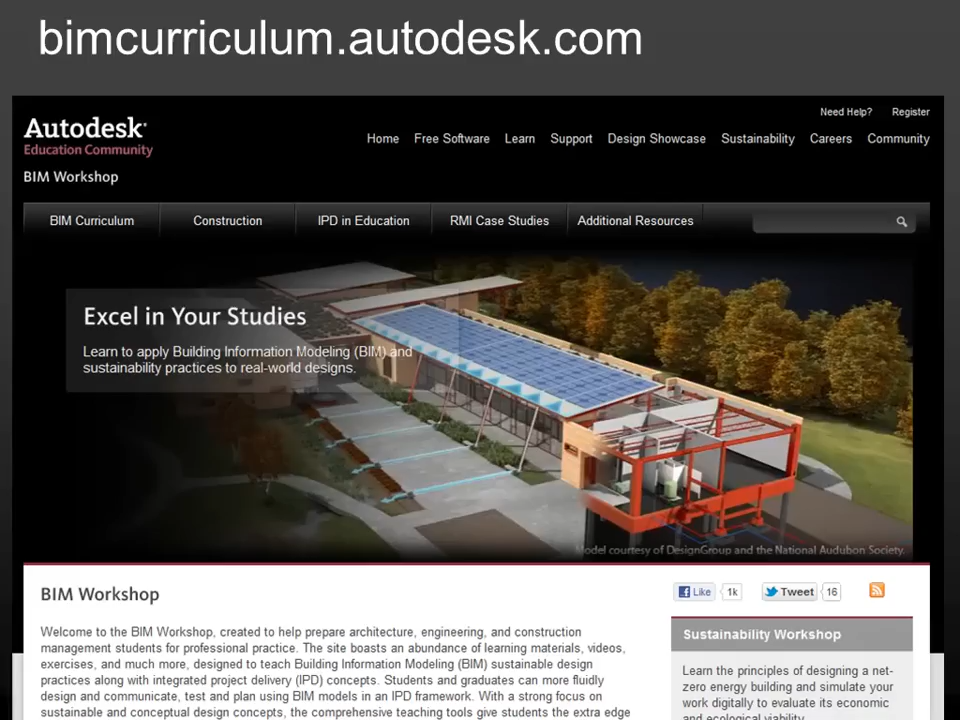 bimcurriculum.autodesk.com
Need Help? Register
Autodesk®
Education Community
Home Free Software Learn Support Design Showcase Sustainability Careers Community
BIM Workshop
BIM Curriculum Construction IPD in Education RMI Case Studies Additional Resources
Excel in Your Studies
Learn to apply Building Information Modeling (BIM) and
sustainability practices to real-world designs.
Model courtesy of DesignGroup and the National Audubon Society.
BIM Workshop
Like 1k Tweet 16
Welcome to the BIM Workshop, created to help prepare architecture, engineering, and construction
management students for professional practice. The site boasts an abundance of learning materials, videos,
exercises, and much more, designed to teach Building Information Modeling (BIM) sustainable design
practices along with integrated project delivery (IPD) concepts. Students and graduates can more fluidly
design and communicate, test and plan using BIM models in an IPD framework. With a strong focus on
sustainable and conceptual design concepts, the comprehensive teaching tools give students the extra edge
Sustainability Workshop
Learn the principles of designing a net-
zero energy building and simulate your
work digitally to evaluate its economic
and ecological viability.